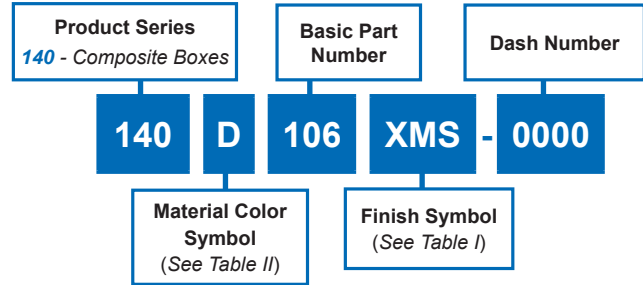 Product Series
140 - Composite Boxes
Basic Part
Number
Dash Number
140 D 106 XMS - 0000
Material Color
Symbol
(See Table II)
Finish Symbol
(See Table I)